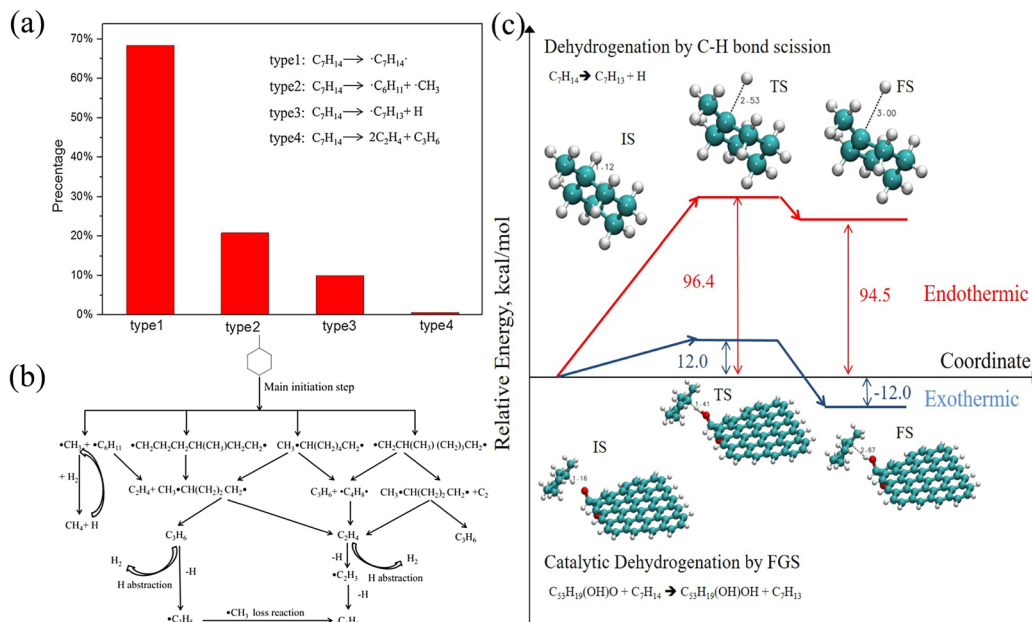 (a)
70%
60%
50%
40%
30%
20%
10%
0%
Precentage
type1: C₇H₁₄→ ·C₇H₁₄·
type2: C₇H₁₄→ ·C₆H₁₁+ ·CH₃
type3: C₇H₁₄→ ·C₇H₁₃+ H
type4: C₇H₁₄→ 2C₂H₄ + C₃H₆
type1 type2 type3 type4
(b)
Main initiation step
•CH₃ + •C₆H₁₁ •CH₂CH₂CH₂CH(CH₃)CH₂CH₂• CH₃•CH(CH₂)₄CH₂• •CH₂CH(CH₃) (CH₂)₃CH₂•
+ H₂
C₂H₄+ CH₃•CH(CH₂)₂ CH₂• C₃H₆+ •C₄H₈• CH₃•CH(CH₂)₂ CH₂• +C₂
CH₄+ H
C₃H₆ C₂H₄ C₃H₆
H₂ H₂
H abstraction -H -H H abstraction
•C₂H₃
-H
•CH₃ loss reaction
(c)
Relative Energy, kcal/mol
Dehydrogenation by C-H bond scission
C₇H₁₄➔ C₇H₁₃ + H
TS
FS
IS
2.53
3.00
1.12
96.4
94.5
Endothermic
12.0
Coordinate
-12.0
Exothermic
TS
IS
FS
1.41
1.16
2.67
Catalytic Dehydrogenation by FGS
C₅₃H₁₉(OH)O + C₇H₁₄ ➔ C₅₃H₁₉(OH)OH + C₇H₁₃